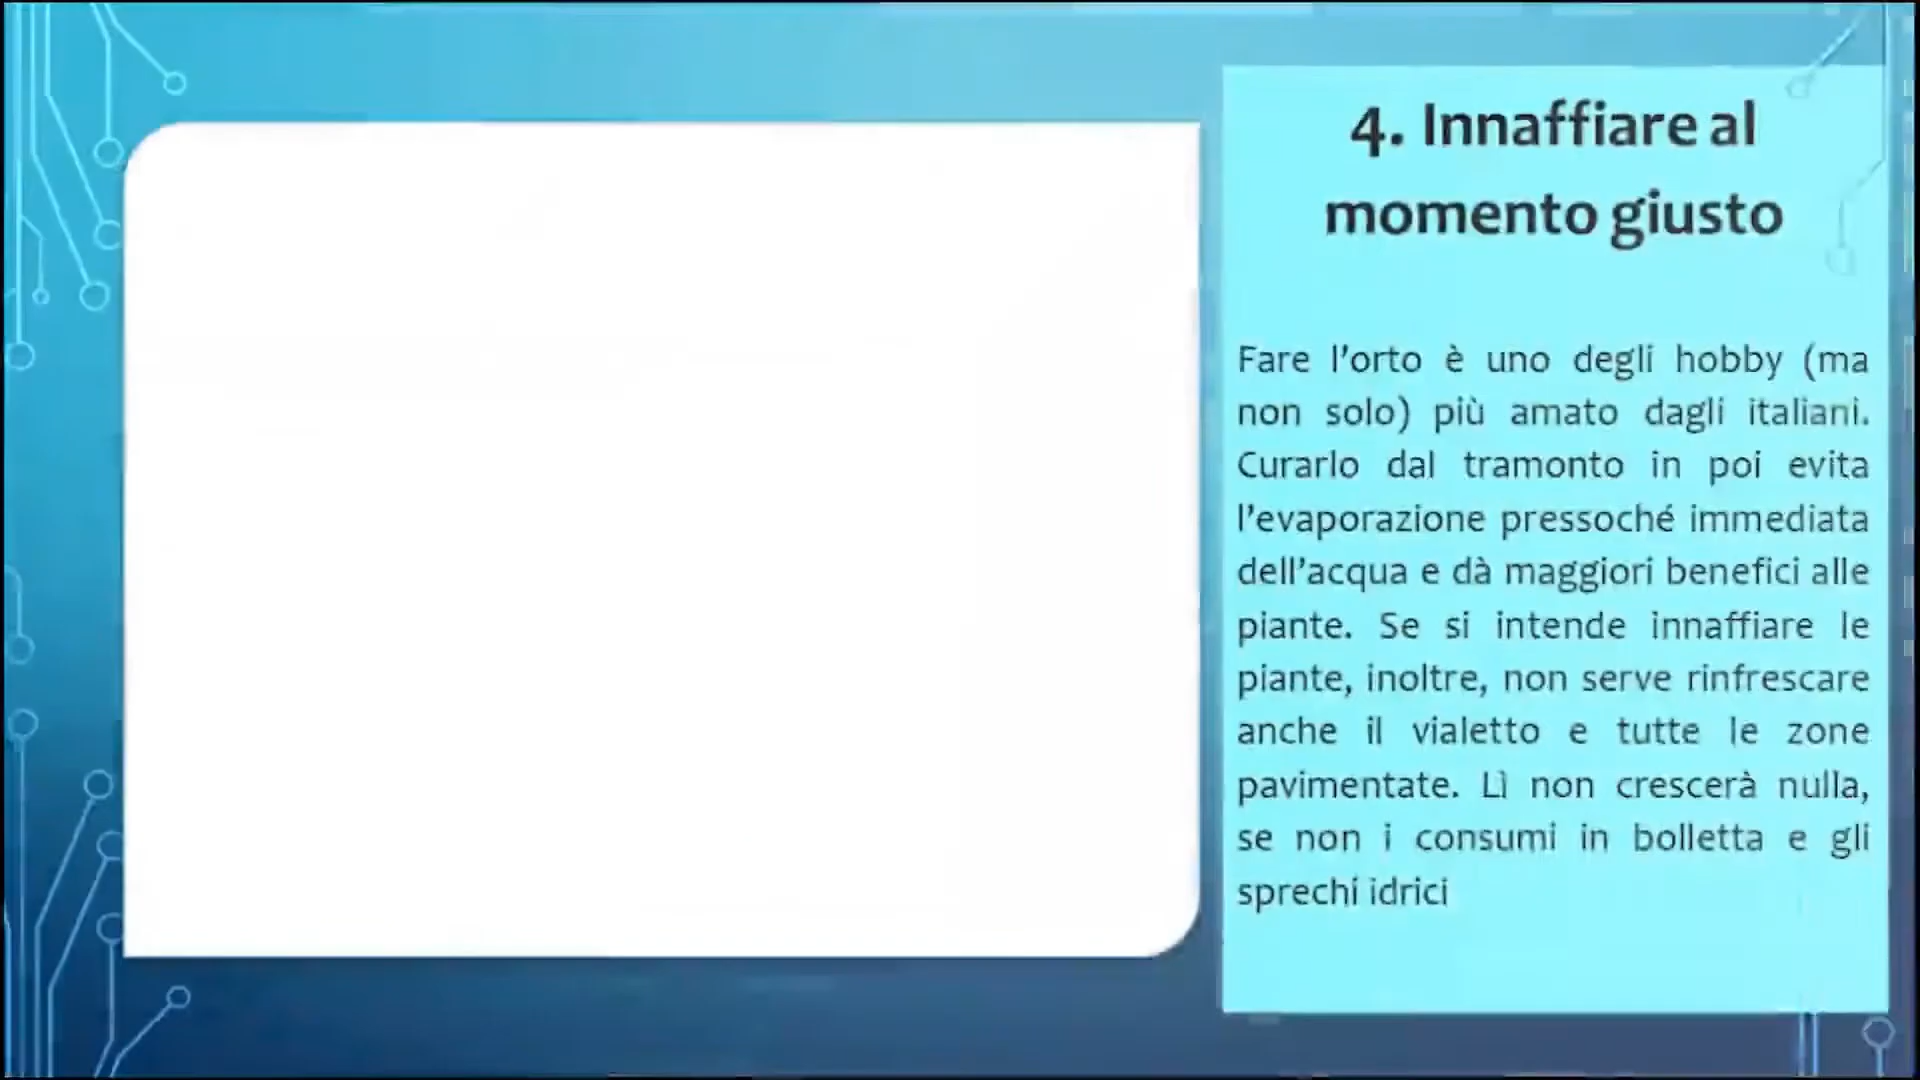 4. Innaffiare al
momento giusto
Fare l’orto è uno degli hobby (ma
non solo) più amato dagli italiani.
Curarlo dal tramonto in poi evita
l’evaporazione pressoché immediata
dell’acqua e dà maggiori benefici alle
piante. Se si intende innaffiare le
piante, inoltre, non serve rinfrescare
anche il vialetto e tutte le zone
pavimentate. Lì non crescerà nulla,
se non i consumi in bolletta e gli
sprechi idrici